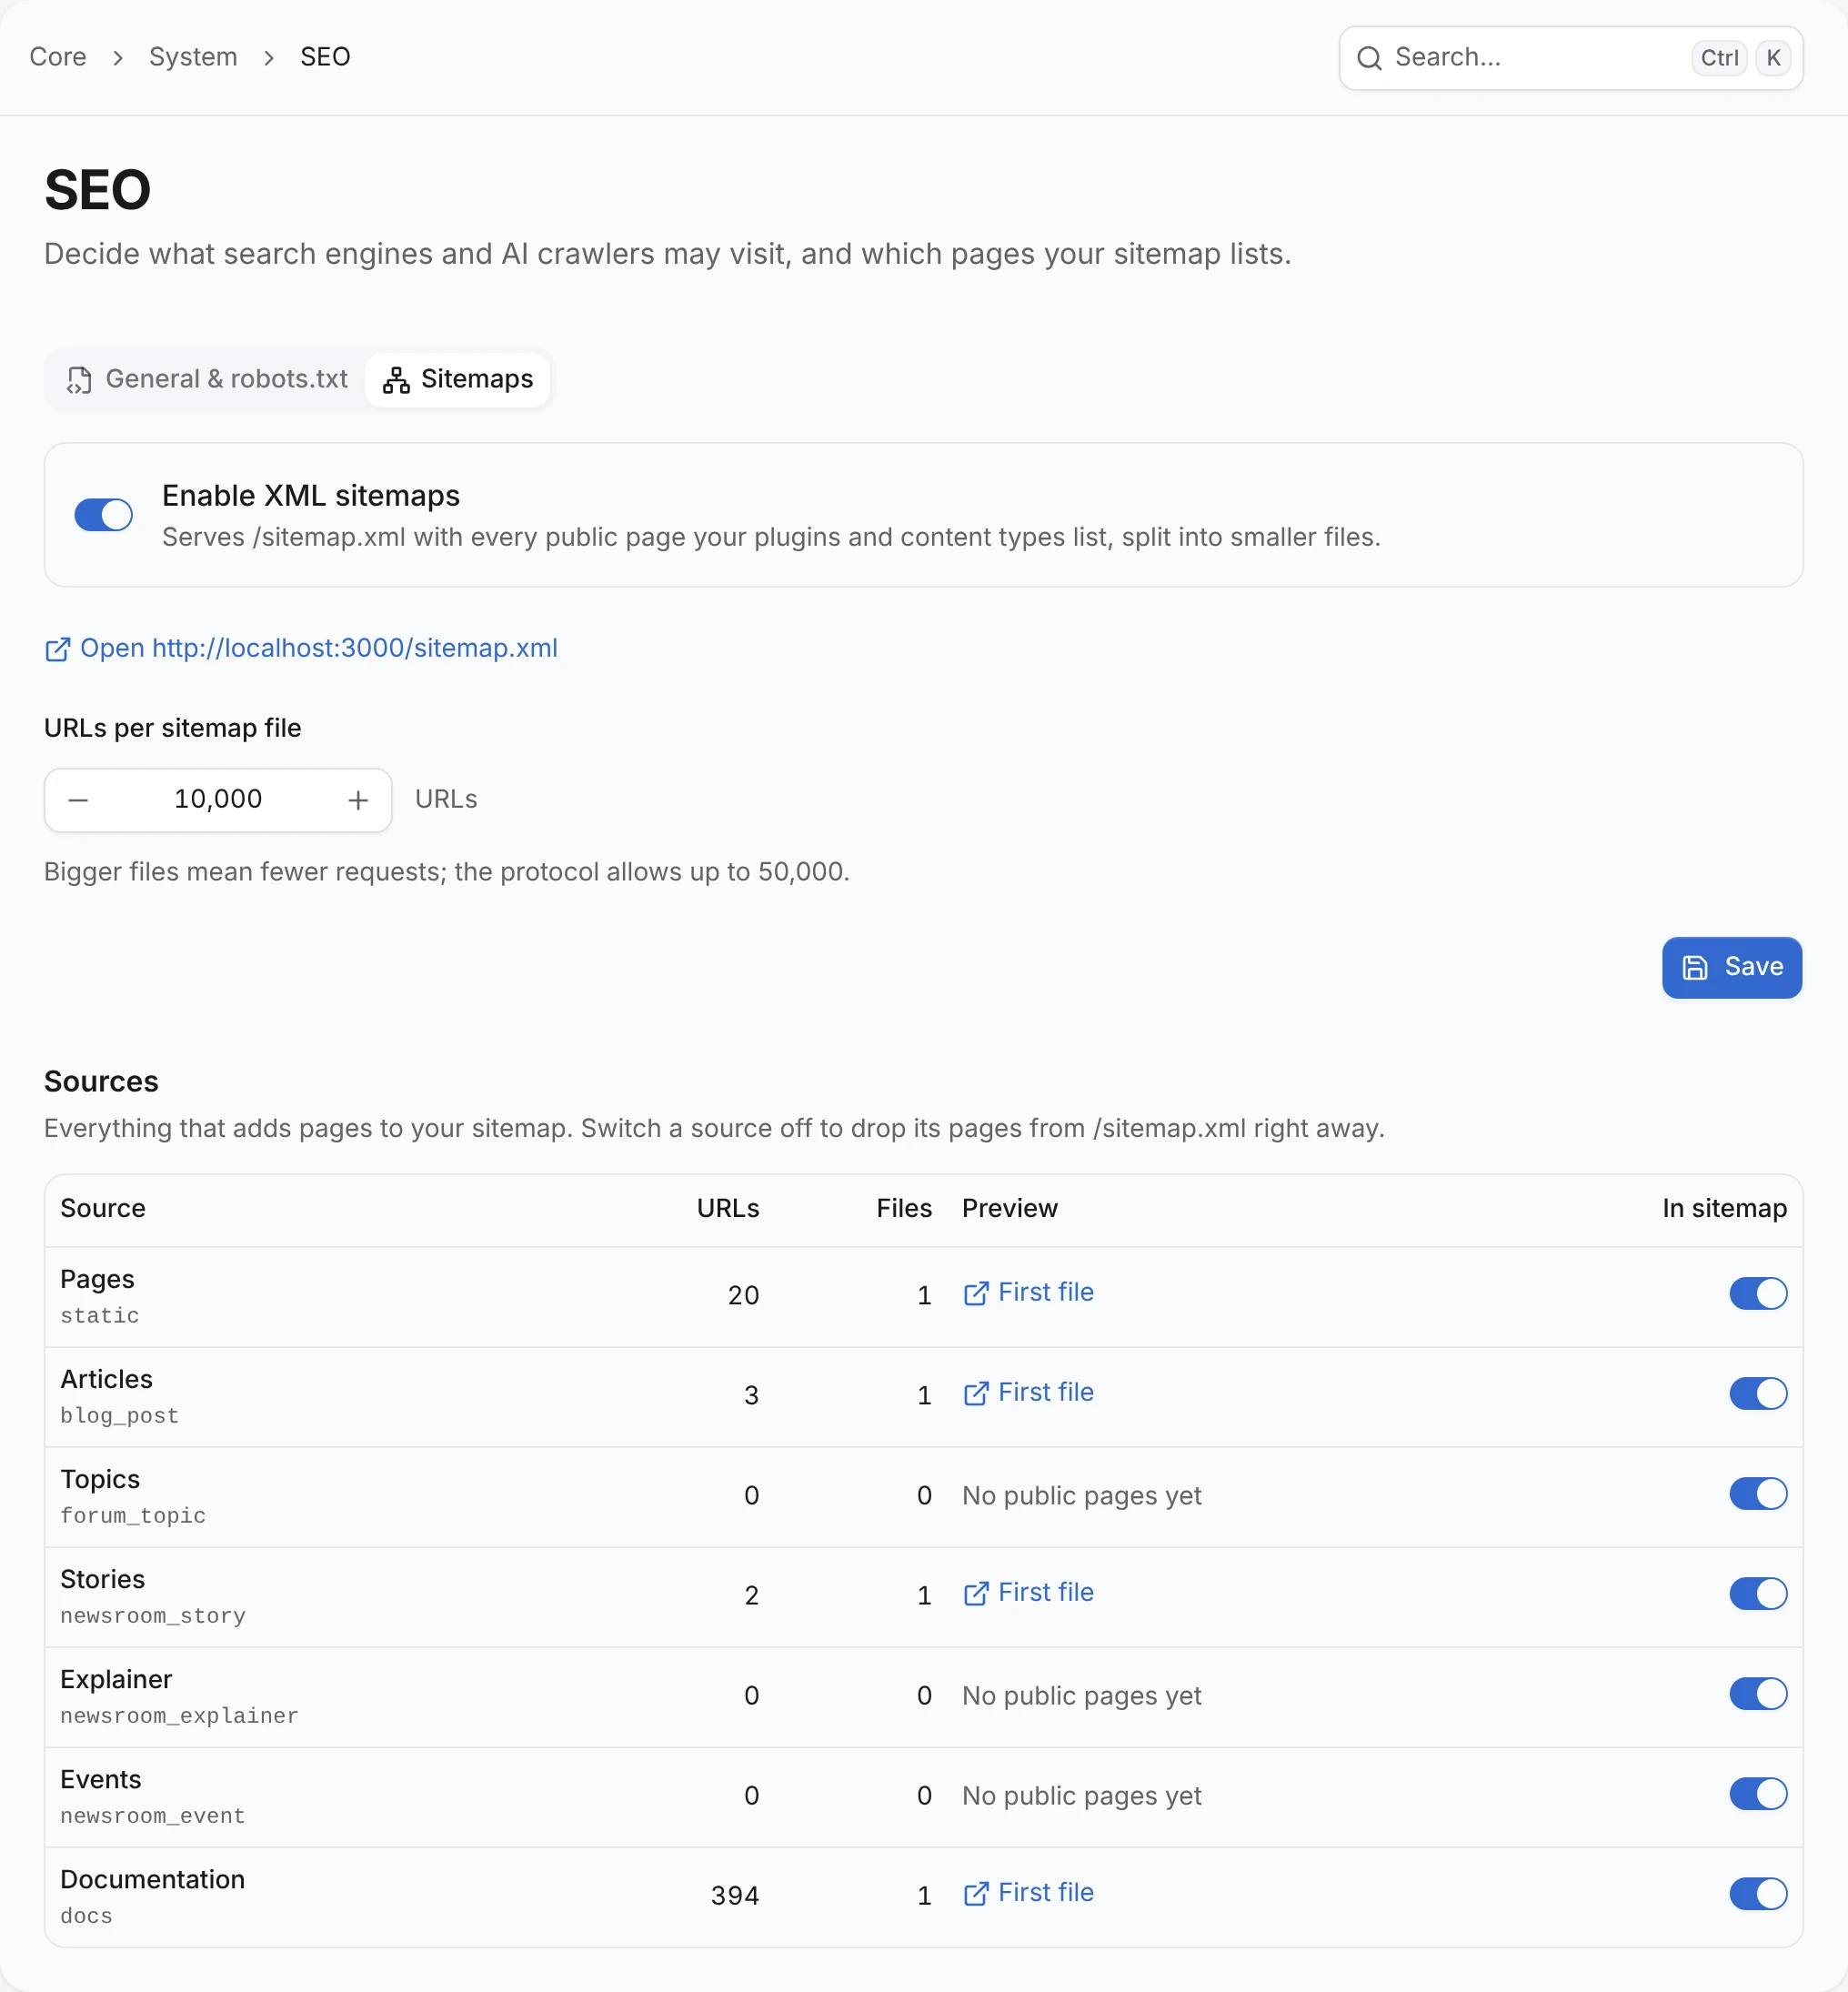 Core > System > SEO
Search... Ctrl K
SEO
Decide what search engines and AI crawlers may visit, and which pages your sitemap lists.
General & robots.txt Sitemaps
Enable XML sitemaps
Serves /sitemap.xml with every public page your plugins and content types list, split into smaller files.
Open http://localhost:3000/sitemap.xml
URLs per sitemap file
— 10,000 + URLs
Bigger files mean fewer requests; the protocol allows up to 50,000.
Save
Sources
Everything that adds pages to your sitemap. Switch a source off to drop its pages from /sitemap.xml right away.
Source URLs Files Preview In sitemap
Pages
static
20 1 First file
Articles
blog_post
3 1 First file
Topics
forum_topic
0 0 No public pages yet
Stories
newsroom_story
2 1 First file
Explainer
newsroom_explainer
0 0 No public pages yet
Events
newsroom_event
0 0 No public pages yet
Documentation
docs
394 1 First file